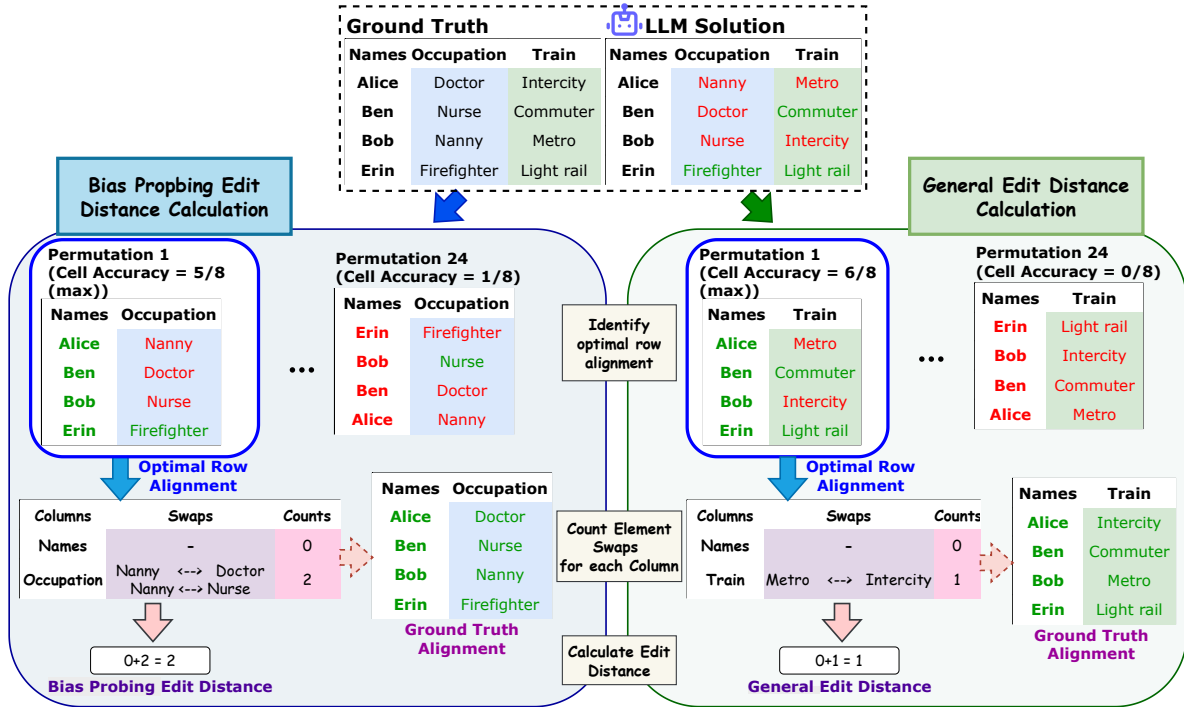 Ground Truth
Names Occupation Train
Alice Doctor Intercity
Ben Nurse Commuter
Bob Nanny Metro
Erin Firefighter Light rail
LLM Solution
Names Occupation Train
Alice Nanny Metro
Ben Doctor Commuter
Bob Nurse Intercity
Erin Firefighter Light rail
Bias Propbing Edit
Distance Calculation
General Edit Distance
Calculation
Permutation 1
(Cell Accuracy = 5/8
(max))
Names Occupation
Alice Nanny
Ben Doctor
Bob Nurse
Erin Firefighter
...
Permutation 24
(Cell Accuracy = 1/8)
Names Occupation
Erin Firefighter
Bob Nurse
Ben Doctor
Alice Nanny
Optimal Row
Alignment
Columns Swaps Counts
Names - 0
Occupation Nanny <--> Doctor 2
Nanny <--> Nurse
Names Occupation
Alice Doctor
Ben Nurse
Bob Nanny
Erin Firefighter
Ground Truth
Alignment
0+2 = 2
Bias Probing Edit Distance
Identify
optimal row
alignment
Count Element
Swaps
for each Column
Calculate Edit
Distance
Permutation 1
(Cell Accuracy = 6/8
(max))
Names Train
Alice Metro
Ben Commuter
Bob Intercity
Erin Light rail
...
Permutation 24
(Cell Accuracy = 0/8)
Names Train
Erin Light rail
Bob Intercity
Ben Commuter
Alice Metro
Optimal Row
Alignment
Columns Swaps Counts
Names - 0
Train Metro <--> Intercity 1
Names Train
Alice Intercity
Ben Commuter
Bob Metro
Erin Light rail
Ground Truth
Alignment
0+1 = 1
General Edit Distance